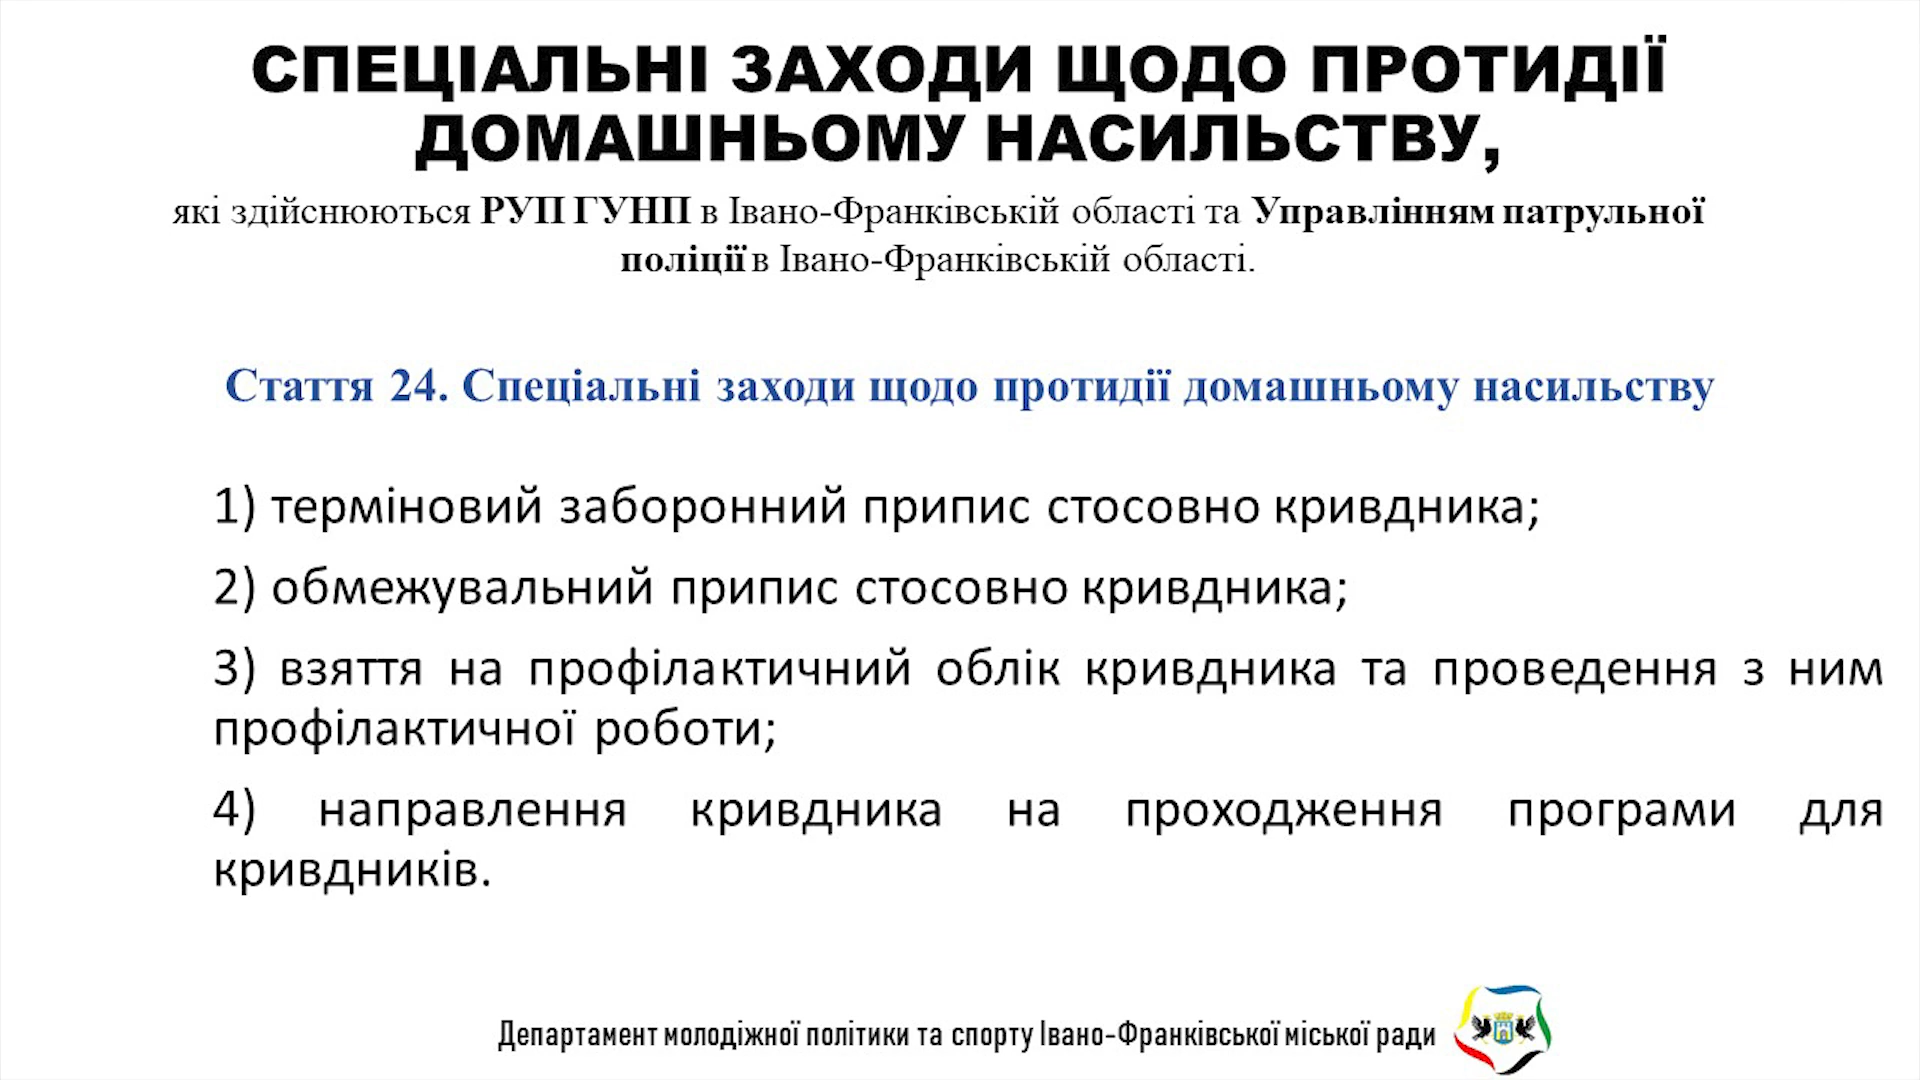 СПЕЦІАЛЬНІ ЗАХОДИ ЩОДО ПРОТИДІЇ
ДОМАШНЬОМУ НАСИЛЬСТВУ,
які здійснюються РУП ГУНП в Івано-Франківській області та Управлінням патрульної
поліції в Івано-Франківській області.
Стаття 24. Спеціальні заходи щодо протидії домашньому насильству
1) терміновий заборонний припис стосовно кривдника;
2) обмежувальний припис стосовно кривдника;
3) взяття на профілактичний облік кривдника та проведення з ним
профілактичної роботи;
4) направлення кривдника на проходження програми для
кривдників.
Департамент молодіжної політики та спорту Івано-Франківської міської ради